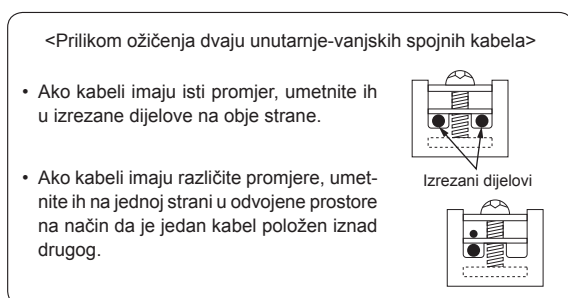 <Prilikom ožičenja dvaju unutarnje-vanjskih spojnih kabela>
• Ako kabeli imaju isti promjer, umetnite ih
u izrezane dijelove na obje strane.
• Ako kabeli imaju različite promjere, umet-
nite ih na jednoj strani u odvojene prostore
na način da je jedan kabel položen iznad
drugog.
Izrezani dijelovi